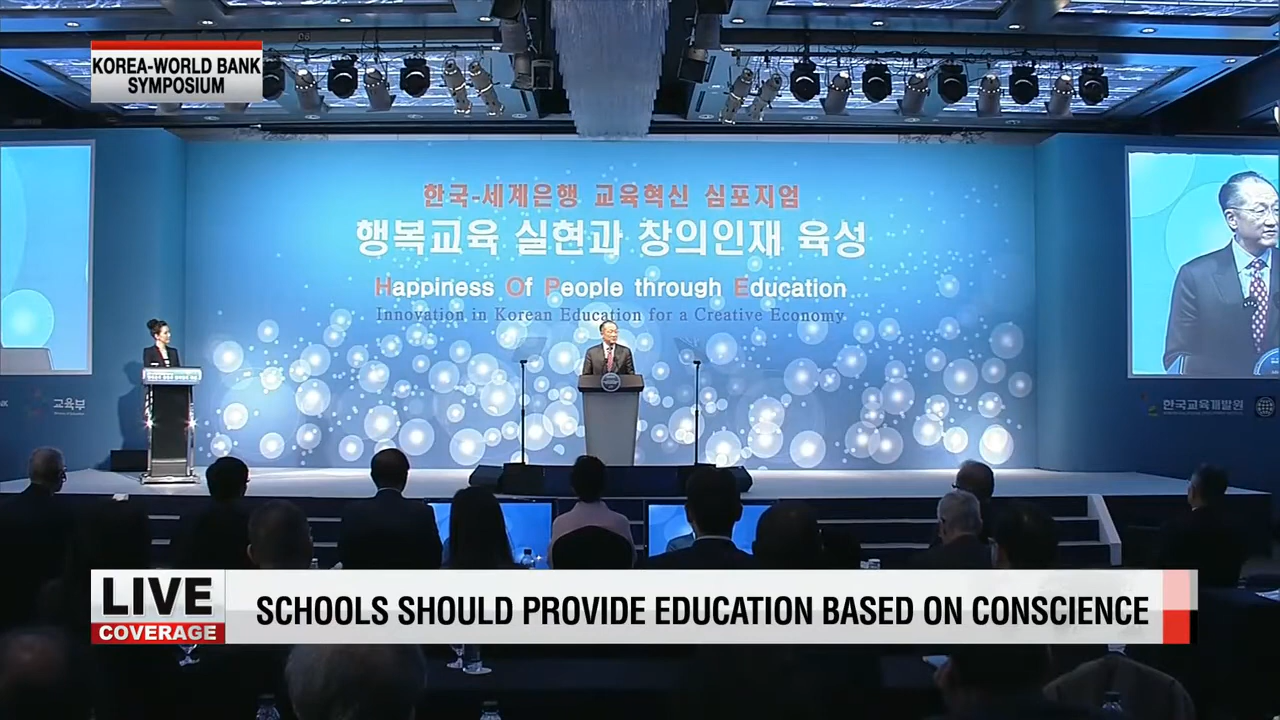 KOREA-WORLD BANK
SYMPOSIUM
한국-세계은행 교육혁신 심포지엄
행복교육 실현과 창의인재 육성
Happiness Of People through Education
Innovation in Korean Education for a Creative Economy
교육부
한국교육개발원
LIVE
COVERAGE
SCHOOLS SHOULD PROVIDE EDUCATION BASED ON CONSCIENCE